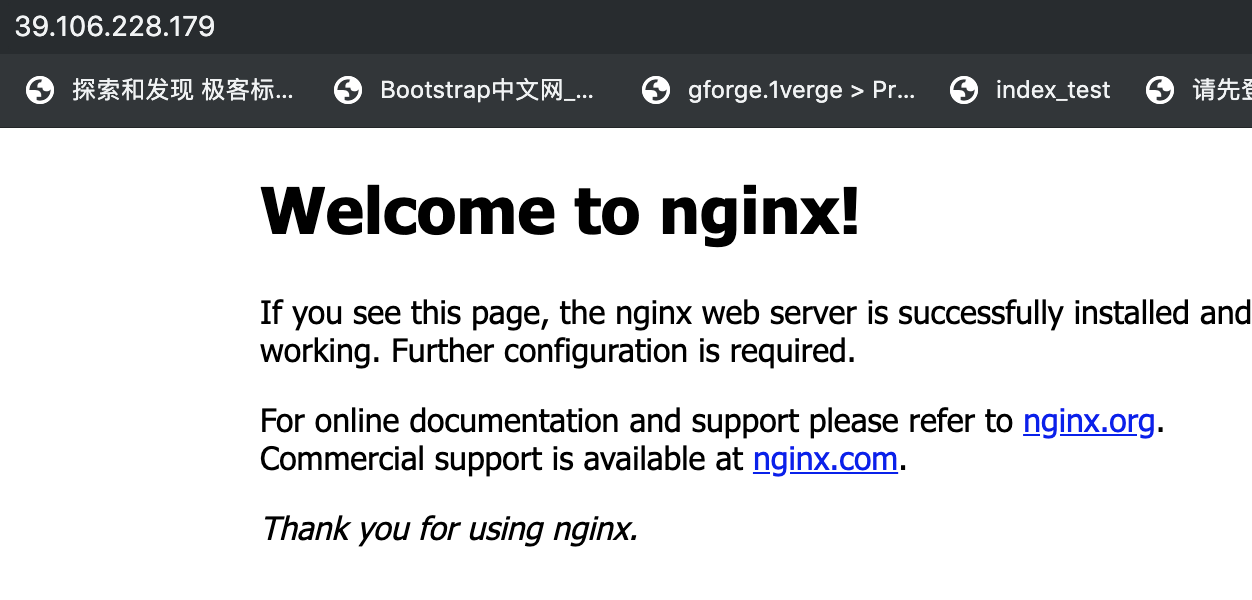 39.106.228.179
探索和发现 极客标... Bootstrap中文网_... gforge.1verge > Pr... index_test 请先登
Welcome to nginx!
If you see this page, the nginx web server is successfully installed and
working. Further configuration is required.
For online documentation and support please refer to nginx.org.
Commercial support is available at nginx.com.
Thank you for using nginx.